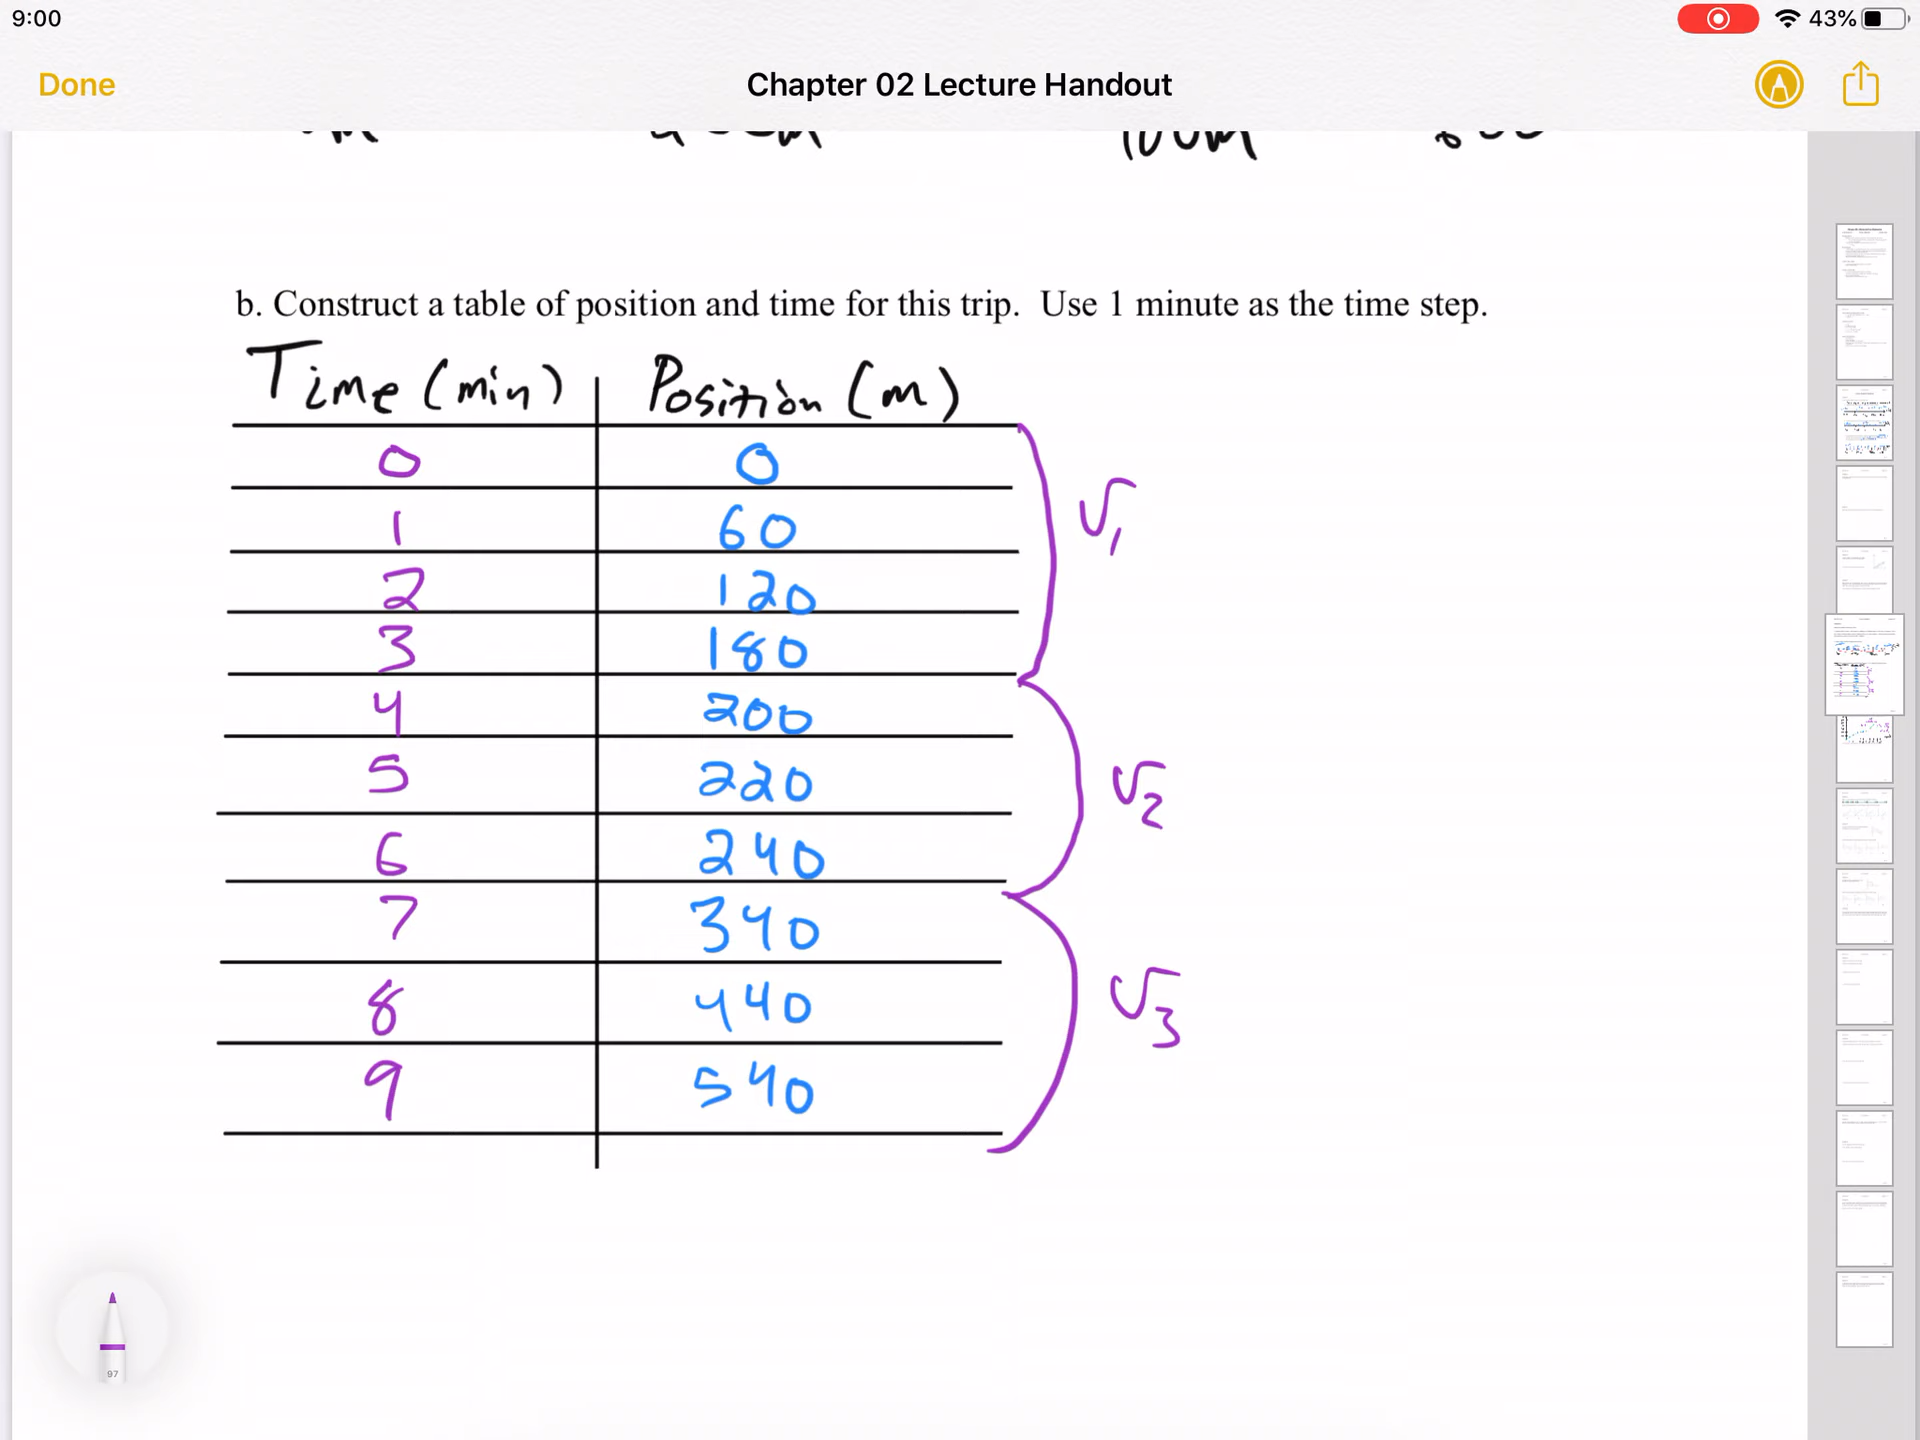 9:00
43%
Done
Chapter 02 Lecture Handout
100m
b. Construct a table of position and time for this trip. Use 1 minute as the time step.
Time (min) Position (m)
0 0
1 60
2 120
3 180
V₁
4 200
5 220
6 240
V₂
7 340
8 440
9 540
V₃
97